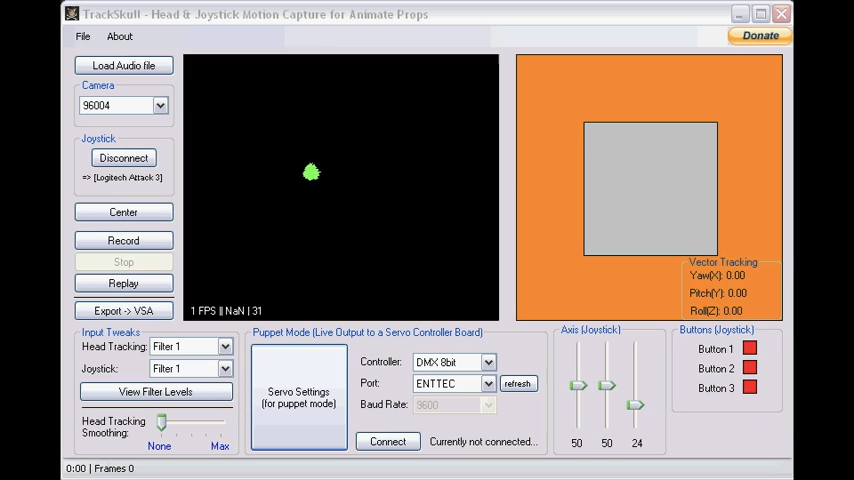 TrackSkull - Head & Joystick Motion Capture for Animate Props
File About
Donate
Load Audio file
Camera
96004
Joystick
Disconnect
=> [Logitech Attack 3]
Center
Record
Stop
Replay
Export -> VSA
1 FPS || NaN | 31
Vector Tracking
Yaw(X): 0.00
Pitch(Y): 0.00
Roll(Z): 0.00
Input Tweaks
Head Tracking: Filter 1
Joystick: Filter 1
View Filter Levels
Head Tracking
Smoothing:
None Max
Puppet Mode (Live Output to a Servo Controller Board)
Servo Settings
(for puppet mode)
Controller: DMX 8bit
Port: ENTTEC refresh
Baud Rate: 9600
Connect Currently not connected...
Axis (Joystick)
50 50 24
Buttons (Joystick)
Button 1
Button 2
Button 3
0:00 | Frames 0